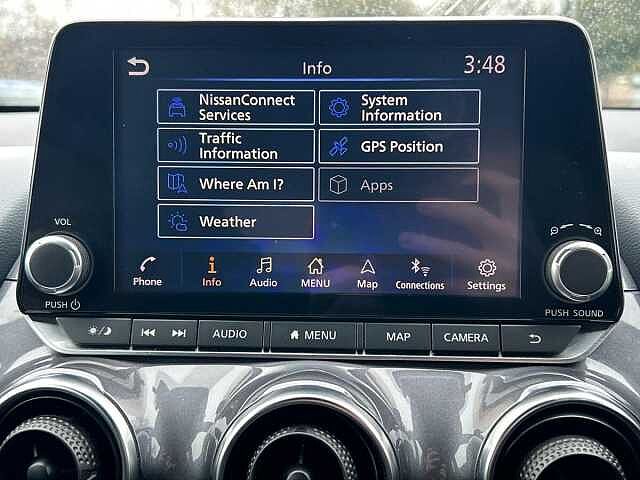 Info
3:48
NissanConnect
Services
System
Information
Traffic
Information
GPS Position
Where Am I?
Apps
Weather
VOL
PUSH
Phone
Info
Audio
MENU
Map
Connections
Settings
PUSH SOUND
AUDIO
MENU
MAP
CAMERA